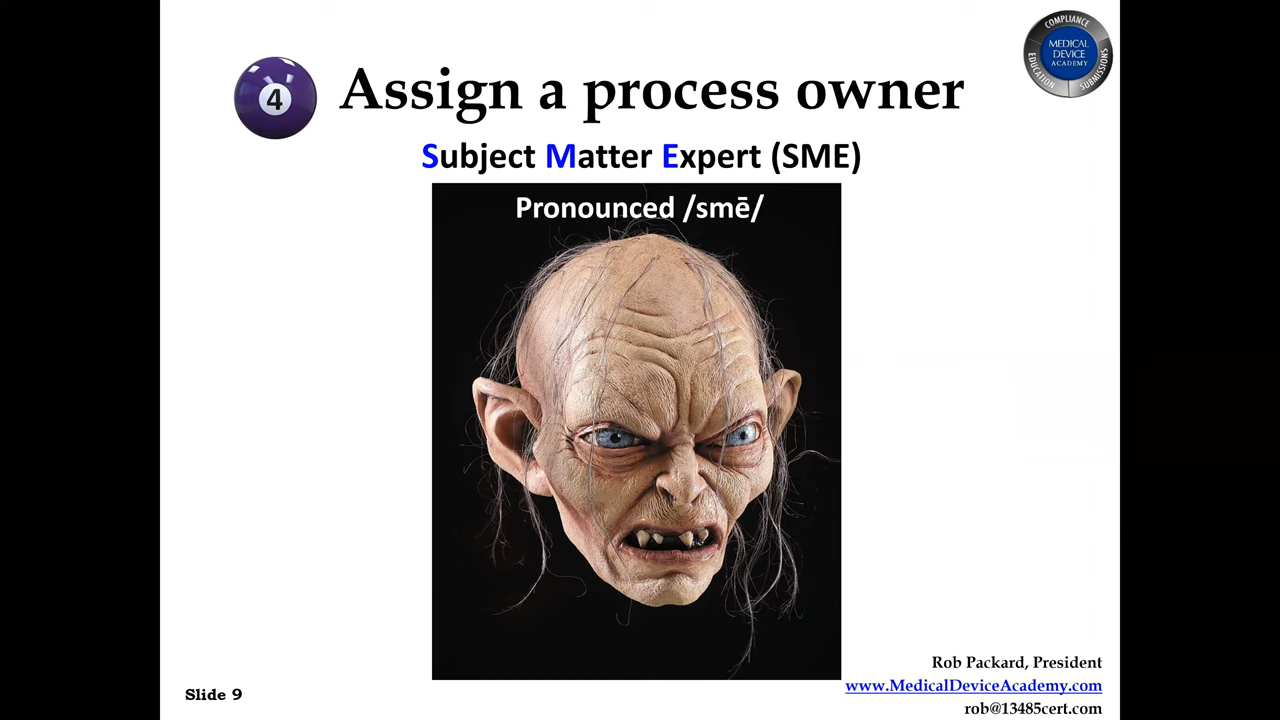 COMPLIANCE
MEDICAL
DEVICE
ACADEMY
EDUCATION
SUBMISSIONS
4
Assign a process owner
Subject Matter Expert (SME)
Pronounced /smē/
Rob Packard, President
www.MedicalDeviceAcademy.com
rob@13485cert.com
Slide 9